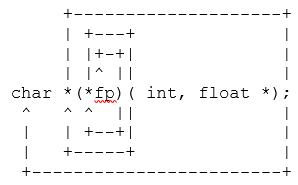 +--------------------+
     | +---+              |
     | |+-+|              |
     | |^ ||              |
char *(*fp)( int, float *);
 ^   ^ ^  ||              |
 |   | +--+|              |
 |   +-----+              |
 +------------------------+